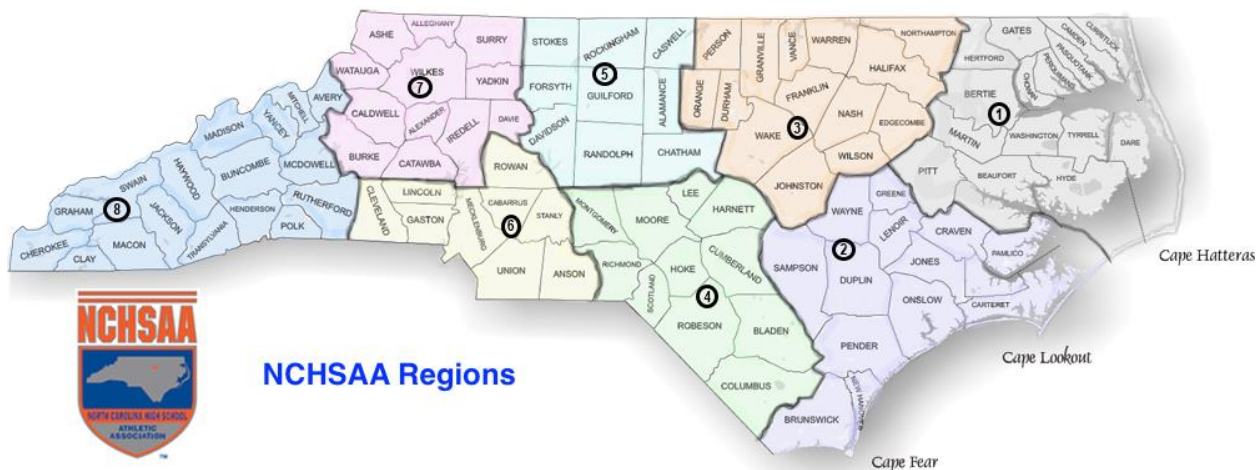 ASHE
ALLEGHANY
SURRY
WATAUGA
WILKES
7
YADKIN
CALDWELL
ALEXANDER
IREDELL
DAVIE
BURKE
CATAWBA
STOKES
ROCKINGHAM
CASWELL
5
FORSYTH
GUILFORD
ALAMANCE
DAVIDSON
RANDOLPH
CHATHAM
PERSON
GRANVILLE
VANCE
WARREN
NORTHAMPTON
HALIFAX
ORANGE
DURHAM
FRANKLIN
NASH
EDGECOMBE
WAKE
3
WILSON
JOHNSTON
GATES
CURRITUCK
CAMDEN
PASQUOTANK
PERQUIMANS
HERTFORD
CHOWAN
BERTIE
1
MARTIN
WASHINGTON
TYRRELL
DARE
PITT
BEAUFORT
HYDE
AVERY
MITCHELL
YANCEY
MADISON
MCDOWELL
BUNCOMBE
HAYWOOD
SWAIN
GRAHAM
8
JACKSON
HENDERSON
RUTHERFORD
POLK
TRANSYLVANIA
CHEROKEE
MACON
CLAY
ROWAN
CLEVELAND
LINCOLN
GASTON
MECKLENBURG
CABARRUS
6
STANLY
UNION
ANSON
MONTGOMERY
MOORE
LEE
HARNETT
RICHMOND
SCOTLAND
HOKE
CUMBERLAND
4
ROBESON
BLADEN
COLUMBUS
WAYNE
GREENE
LENOIR
CRAVEN
PAMLICO
2
SAMPSON
DUPLIN
JONES
ONSLOW
CARTERET
PENDER
BRUNSWICK
Cape Hatteras
Cape Lookout
Cape Fear
NCHSAA
NORTH CAROLINA HIGH SCHOOL
ATHLETIC
ASSOCIATION
TM
NCHSAA Regions